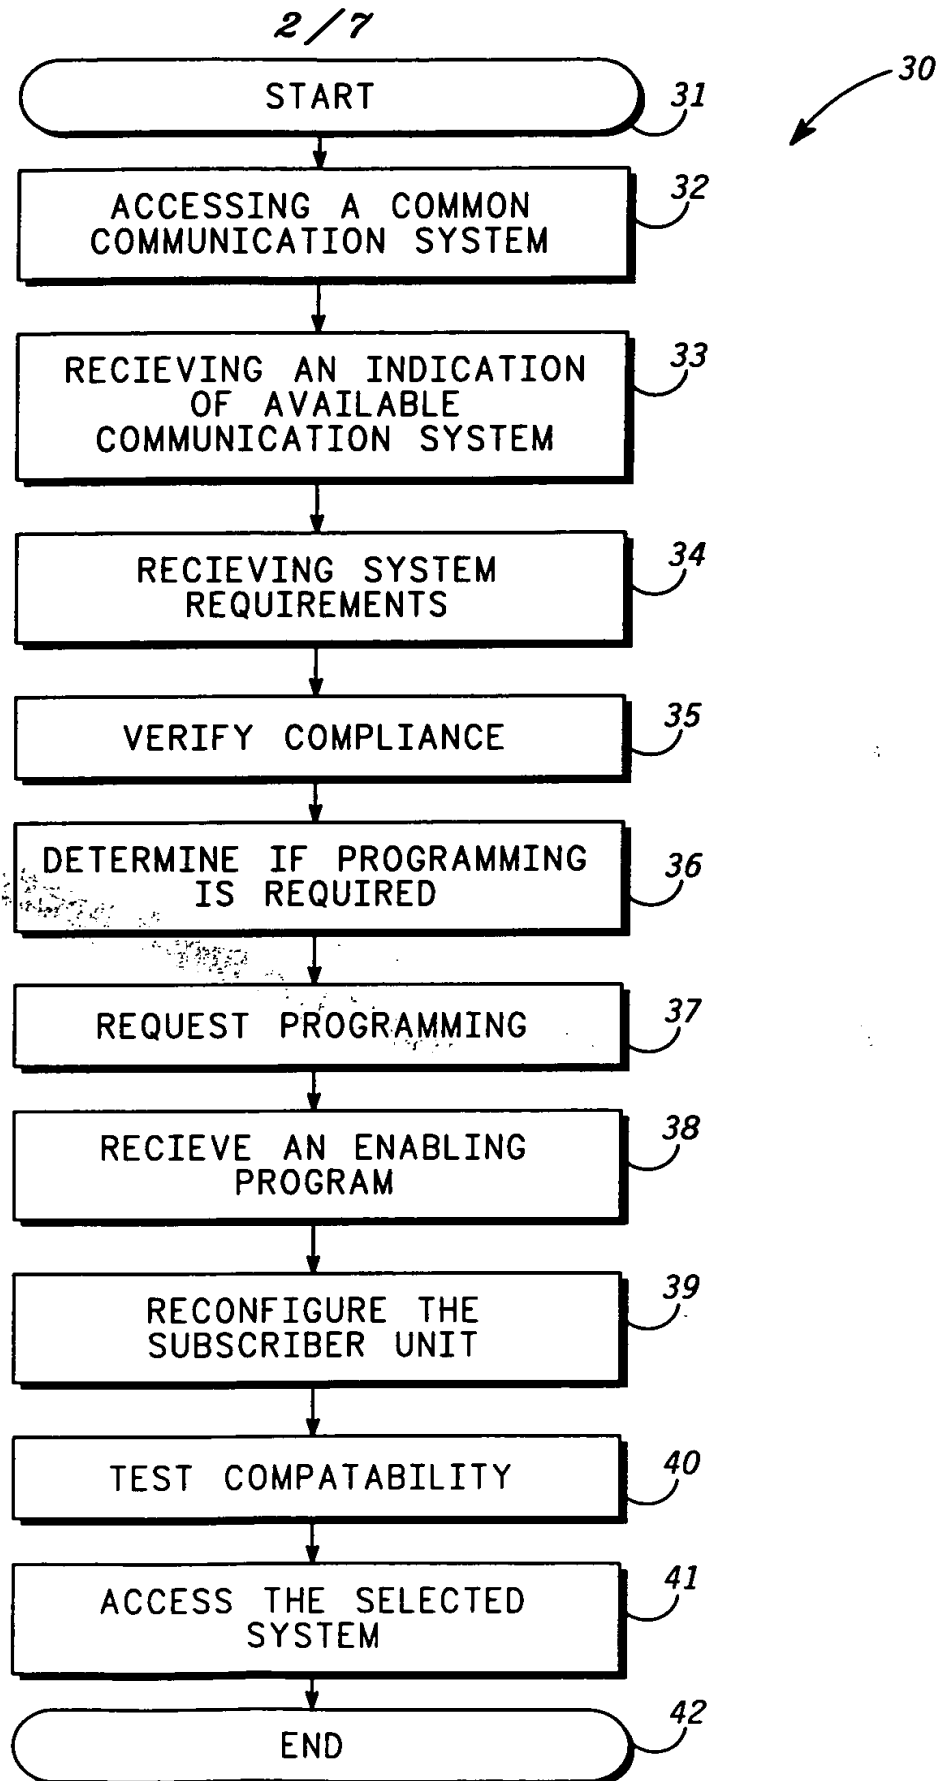 2/7
30
START
31
ACCESSING A COMMON
COMMUNICATION SYSTEM
32
RECIEVING AN INDICATION
OF AVAILABLE
COMMUNICATION SYSTEM
33
RECIEVING SYSTEM
REQUIREMENTS
34
VERIFY COMPLIANCE
35
DETERMINE IF PROGRAMMING
IS REQUIRED
36
REQUEST PROGRAMMING
37
RECIEVE AN ENABLING
PROGRAM
38
RECONFIGURE THE
SUBSCRIBER UNIT
39
TEST COMPATABILITY
40
ACCESS THE SELECTED
SYSTEM
41
END
42